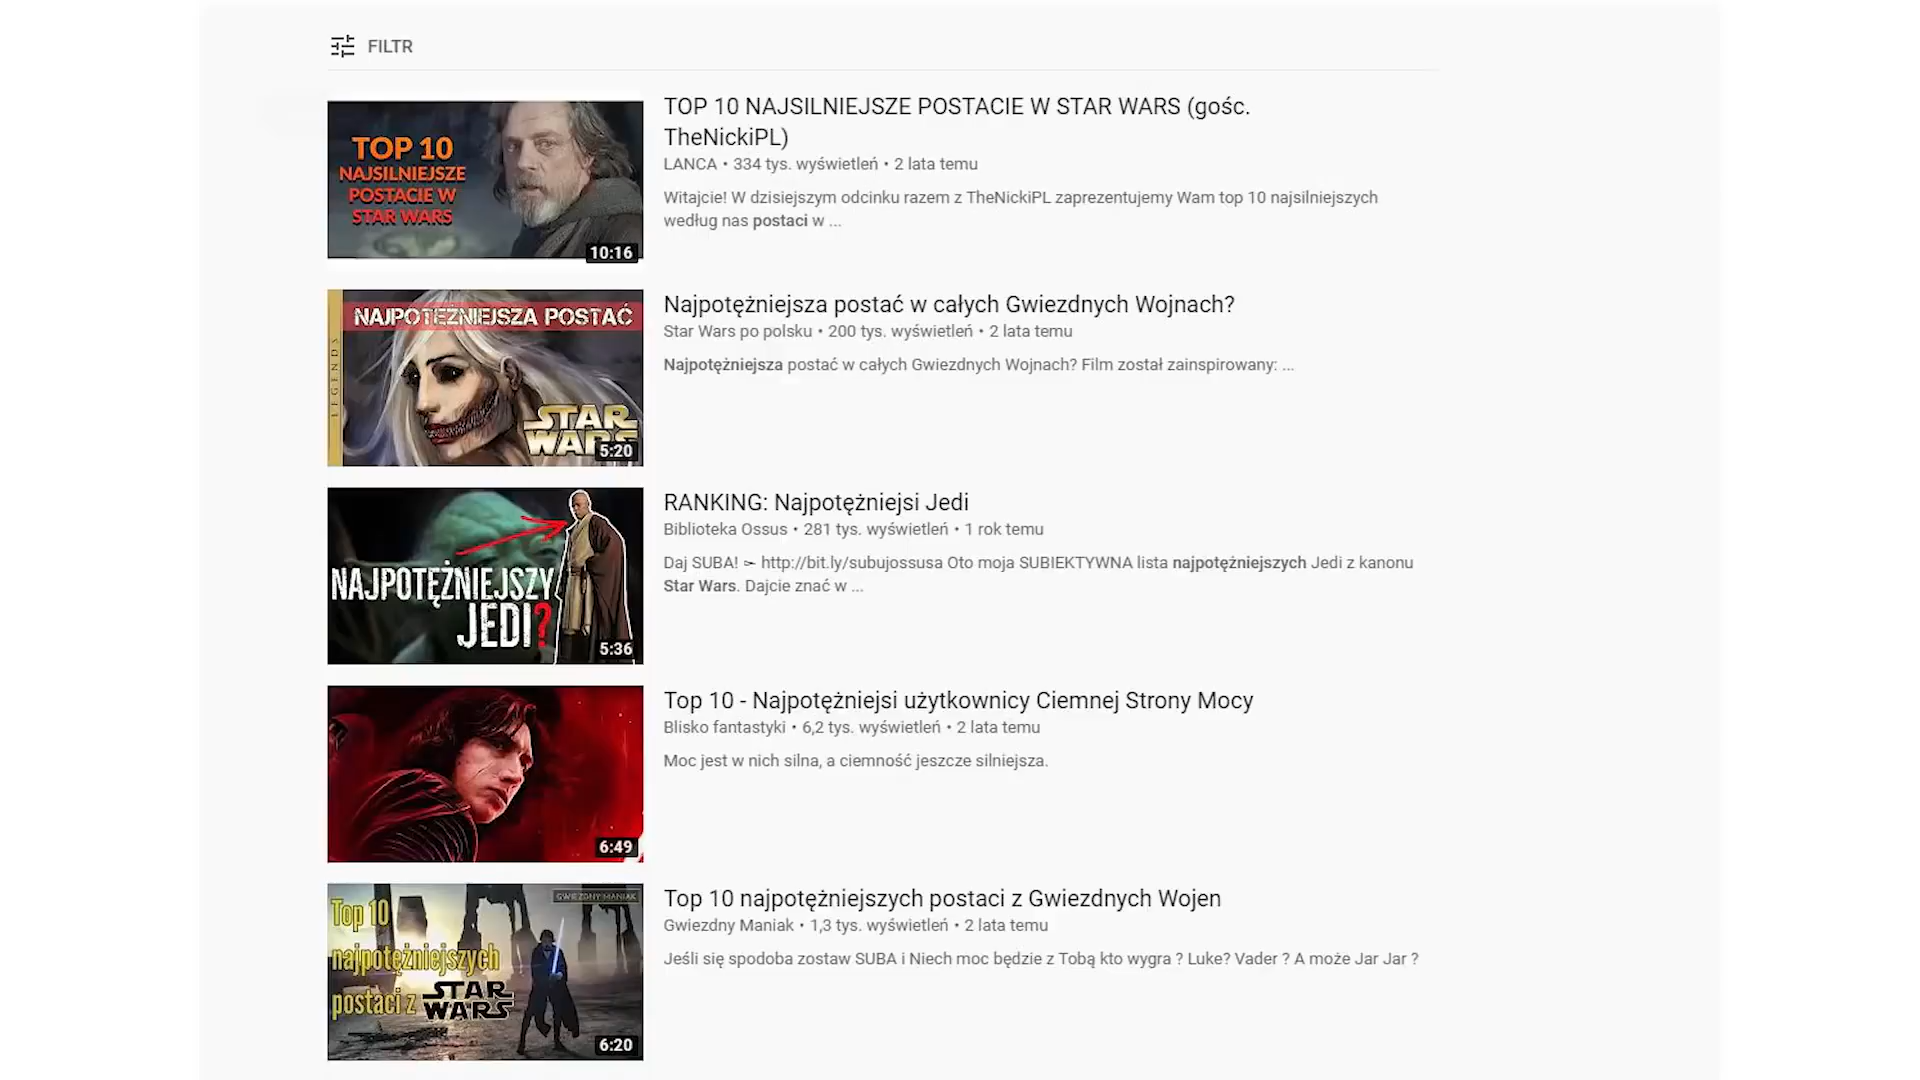 FILTR
TOP 10
NAJSILNIEJSZE
POSTACIE W
STAR WARS
10:16
TOP 10 NAJSILNIEJSZE POSTACIE W STAR WARS (gośc.
TheNickiPL)
LANCA • 334 tys. wyświetleń • 2 lata temu
Witajcie! W dzisiejszym odcinku razem z TheNickiPL zaprezentujemy Wam top 10 najsilniejszych
według nas postaci w ...
NAJPOTĘŻNIEJSZA POSTAĆ
LEGENDS
STAR
WARS
5:20
Najpotężniejsza postać w całych Gwiezdnych Wojnach?
Star Wars po polsku • 200 tys. wyświetleń • 2 lata temu
Najpotężniejsza postać w całych Gwiezdnych Wojnach? Film został zainspirowany: ...
NAJPOTĘŻNIEJSZY
JEDI?
5:36
RANKING: Najpotężniejsi Jedi
Biblioteka Ossus • 281 tys. wyświetleń • 1 rok temu
Daj SUBA! ➛ http://bit.ly/subujossusa Oto moja SUBIEKTYWNA lista najpotężniejszych Jedi z kanonu
Star Wars. Dajcie znać w ...
6:49
Top 10 - Najpotężniejsi użytkownicy Ciemnej Strony Mocy
Blisko fantastyki • 6,2 tys. wyświetleń • 2 lata temu
Moc jest w nich silna, a ciemność jeszcze silniejsza.
GWIEZDNY MANIAK
Top 10
najpotężniejszych
postaci z STAR
WARS
6:20
Top 10 najpotężniejszych postaci z Gwiezdnych Wojen
Gwiezdny Maniak • 1,3 tys. wyświetleń • 2 lata temu
Jeśli się spodoba zostaw SUBA i Niech moc będzie z Tobą kto wygra ? Luke? Vader ? A może Jar Jar ?